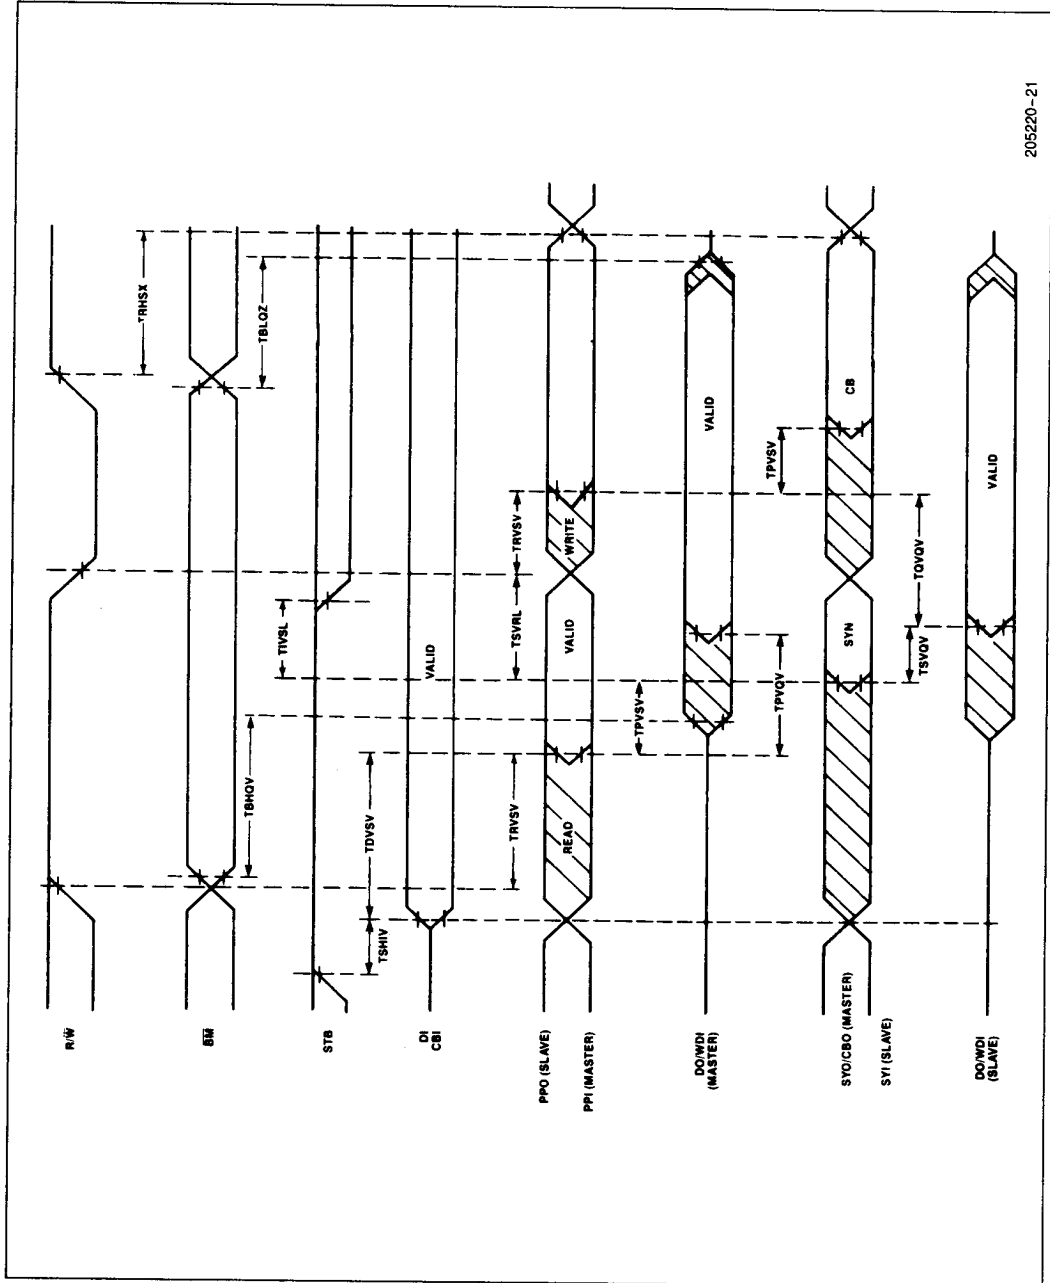 R/W̅
TRHSX
B̅M̅
TBHQV
TBLQZ
STB
TSHIV
TDVSV
TIVSL
DI
CBI
VALID
TRVSV
TSVRL
TRVSV
PPO (SLAVE)
PPI (MASTER)
READ
VALID
WRITE
TPVSV
DO/WDI
(MASTER)
VALID
TPVQV
TPVSV
SYO/CBO (MASTER)
SYI (SLAVE)
SYN
CB
TSVQV
TQVQV
DO/WDI
(SLAVE)
VALID
205220-21